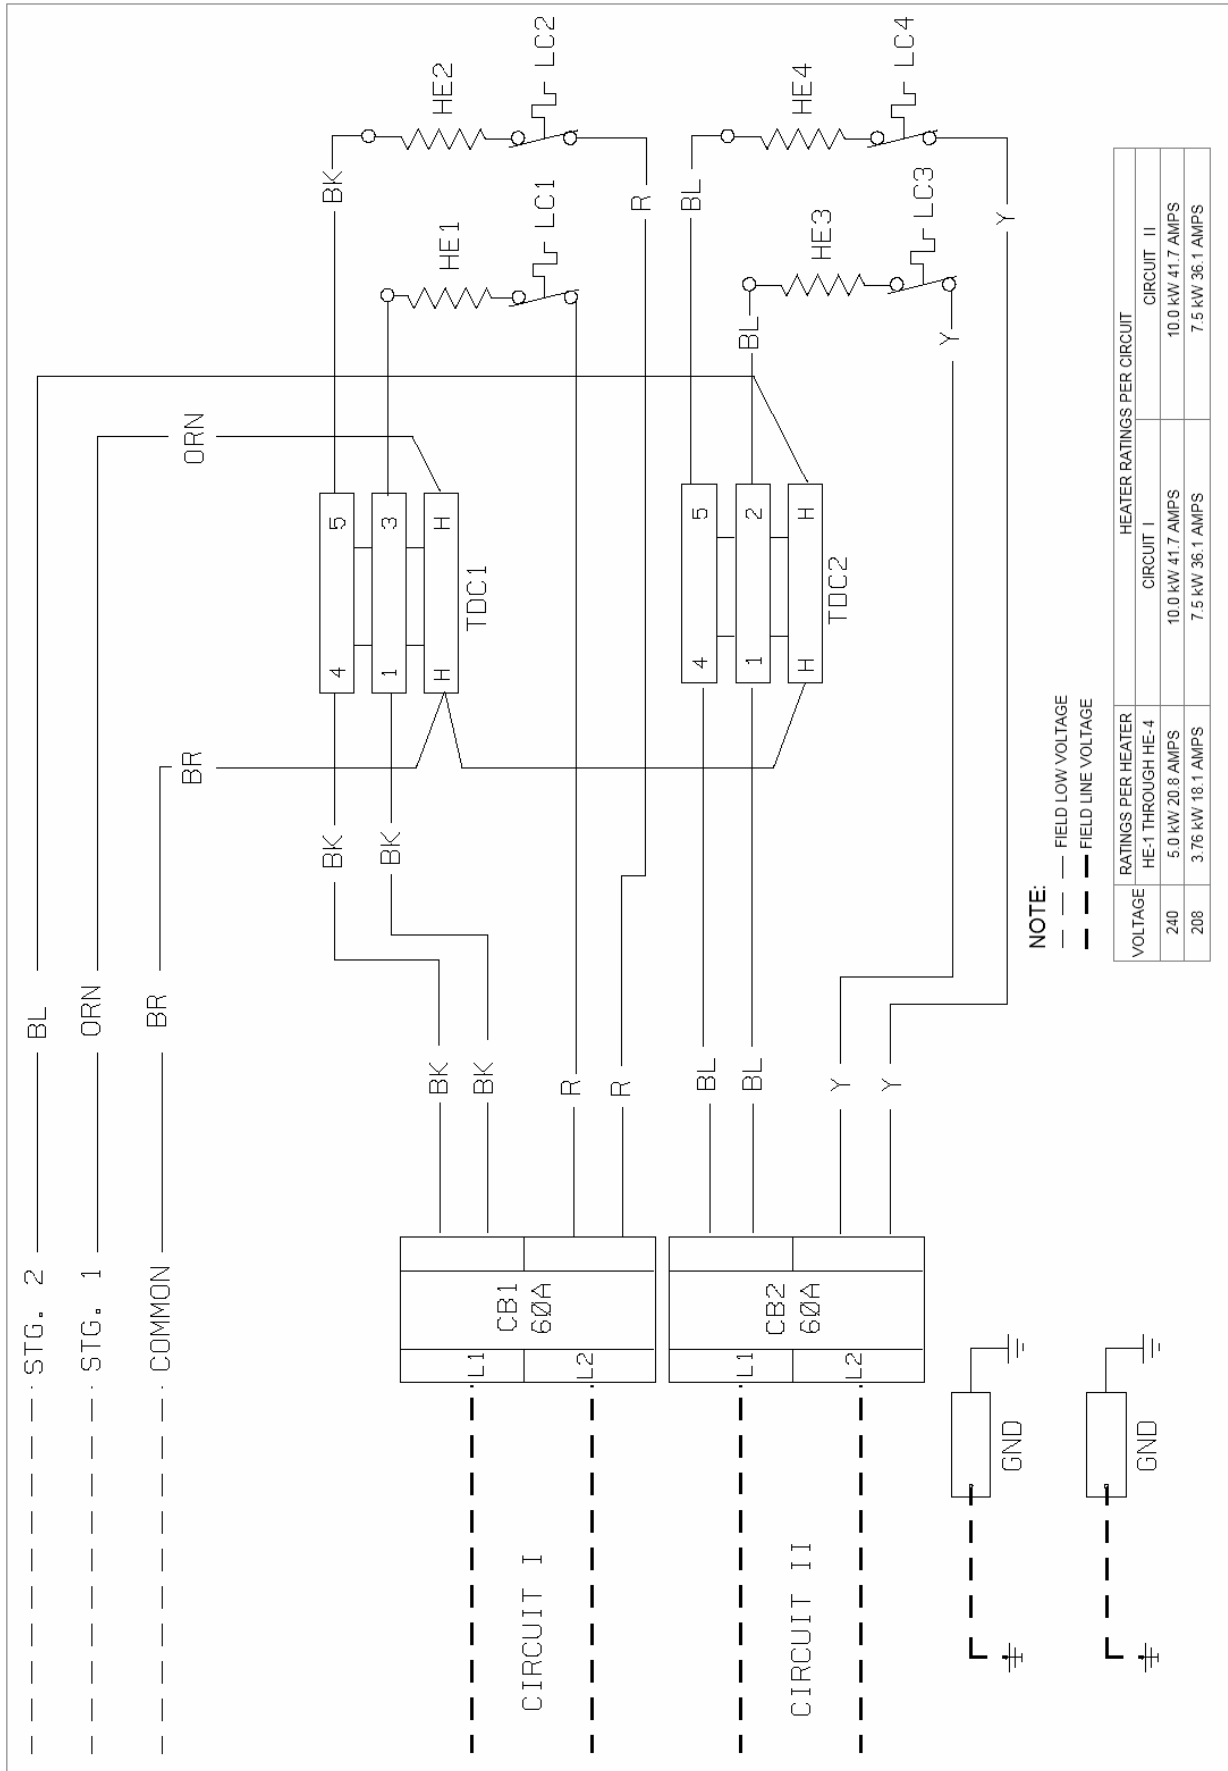 STG. 2
BL
STG. 1
ORN
ORN
COMMON
BR
BR
CIRCUIT I
L1
L2
CB1
60A
BK
BK
R
R
BK
BK
4
5
1
3
H
H
TDC1
BK
HE2
LC2
HE1
LC1
R
CIRCUIT II
L1
L2
CB2
60A
BL
BL
Y
Y
4
5
1
2
H
H
TDC2
BL
HE4
LC4
BL
HE3
LC3
Y
Y
GND
GND
NOTE:
FIELD LOW VOLTAGE
FIELD LINE VOLTAGE
VOLTAGE RATINGS PER HEATER HEATER RATINGS PER CIRCUIT
HE-1 THROUGH HE-4 CIRCUIT I CIRCUIT II
240 5.0 kW 20.8 AMPS 10.0 kW 41.7 AMPS 10.0 kW 41.7 AMPS
208 3.76 kW 18.1 AMPS 7.5 kW 36.1 AMPS 7.5 kW 36.1 AMPS